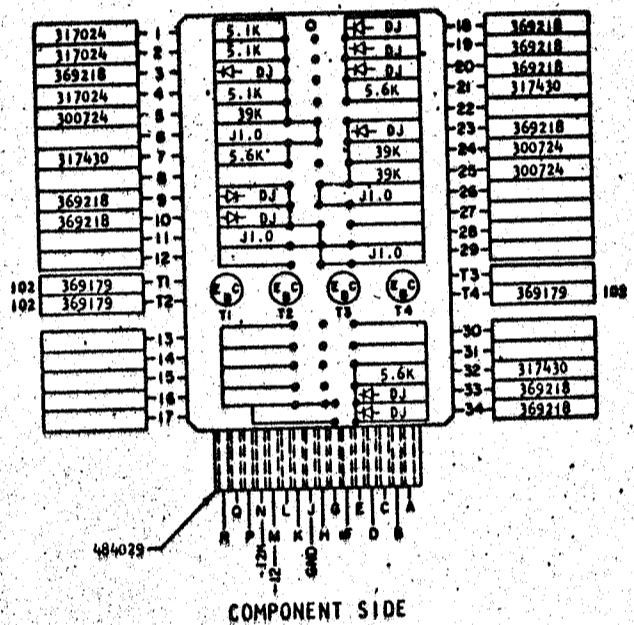 317024 1 5.1K DJ 18 369218
317024 2 5.1K DJ 19 369218
369218 3 DJ DJ 20 369218
317024 4 5.1K 5.6K 21 317430
300724 5 39K 22
6 J1.0 DJ 23 369218
317430 7 5.6K 39K 24 300724
8 39K 25 300724
369218 9 DJ J1.0 26
369218 10 DJ 27
11 J1.0 28
12 J1.0 29
102 369179 T1 T3
102 369179 T2 T4 369179 102
E B C E B C E B C E B C
T1 T2 T3 T4
13 30
14 31
15 5.6K 32 317430
16 DJ 33 369218
17 DJ 34 369218
484029
R Q P N M L K J H G F E D C B A
-12M -12 GND
COMPONENT SIDE